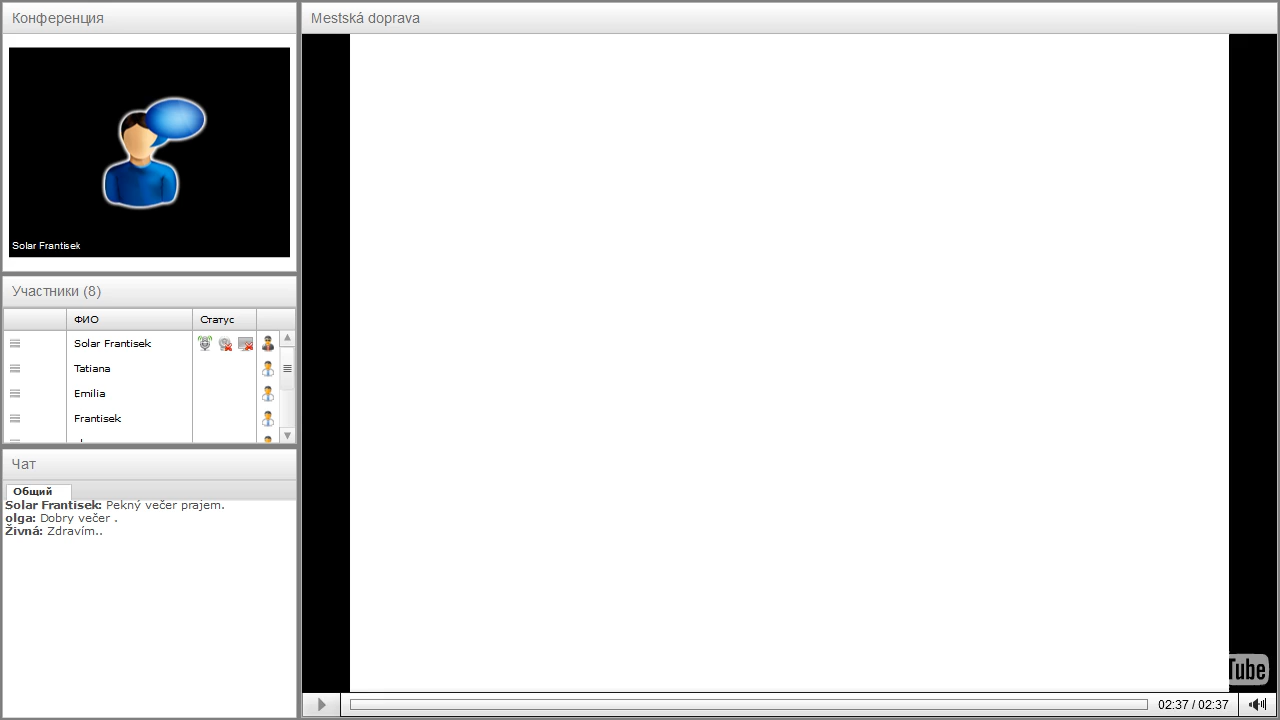 Конференция
Solar Frantisek
Участники (8)
ФИО Статус
Solar Frantisek
Tatiana
Emilia
Frantisek
Чат
Общий
Solar Frantisek: Pekný večer prajem.
olga: Dobry večer .
Živná: Zdravím..
Mestská doprava
Tube
02:37 / 02:37